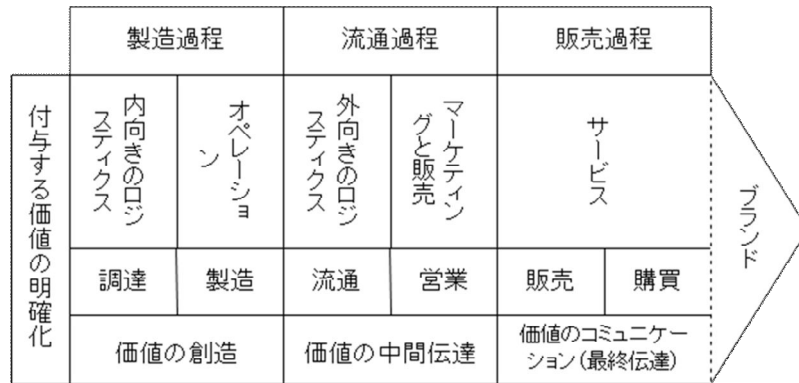 製造過程
流通過程
販売過程
付与する価値の明確化
内向きのロジ
スティクス
オペレーショ
ン
外向きのロジ
スティクス
マーケティン
グと販売
サービス
ブランド
調達
製造
流通
営業
販売
購買
価値の創造
価値の中間伝達
価値のコミュニケー
ション（最終伝達）